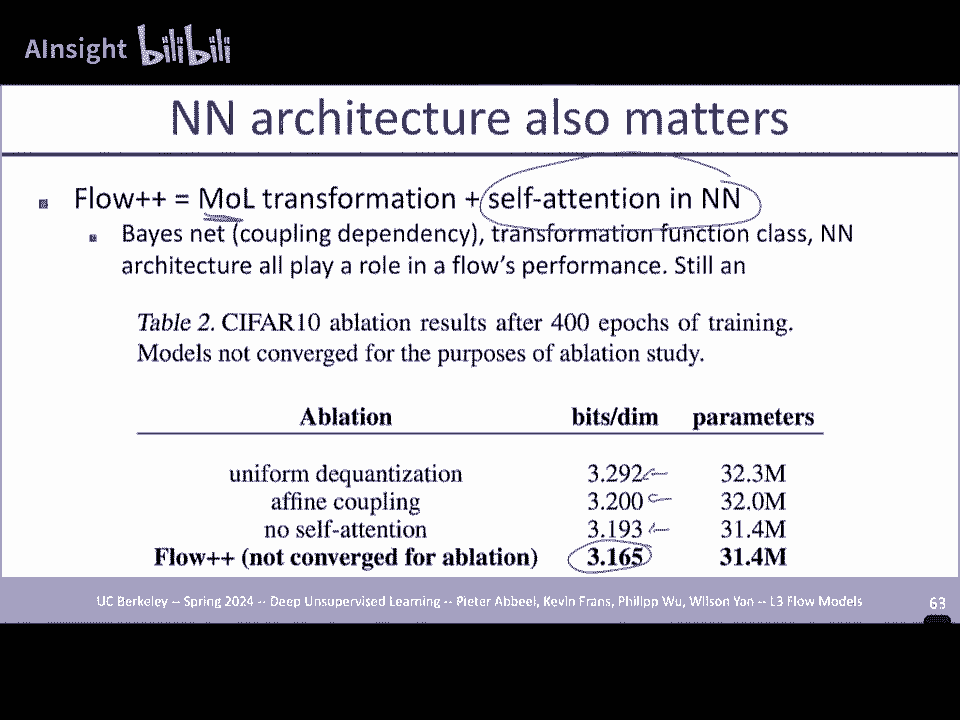 AInsight bilibili
NN architecture also matters
Flow++ = MoL transformation + self-attention in NN
Bayes net (coupling dependency), transformation function class, NN
architecture all play a role in a flow's performance. Still an
Table 2. CIFAR10 ablation results after 400 epochs of training.
Models not converged for the purposes of ablation study.
Ablation bits/dim parameters
uniform dequantization 3.292 32.3M
affine coupling 3.200 32.0M
no self-attention 3.193 31.4M
Flow++ (not converged for ablation) 3.165 31.4M
UC Berkeley -- Spring 2024 -- Deep Unsupervised Learning -- Pieter Abbeel, Kevin Frans, Philipp Wu, Wilson Yan -- L3 Flow Models 63